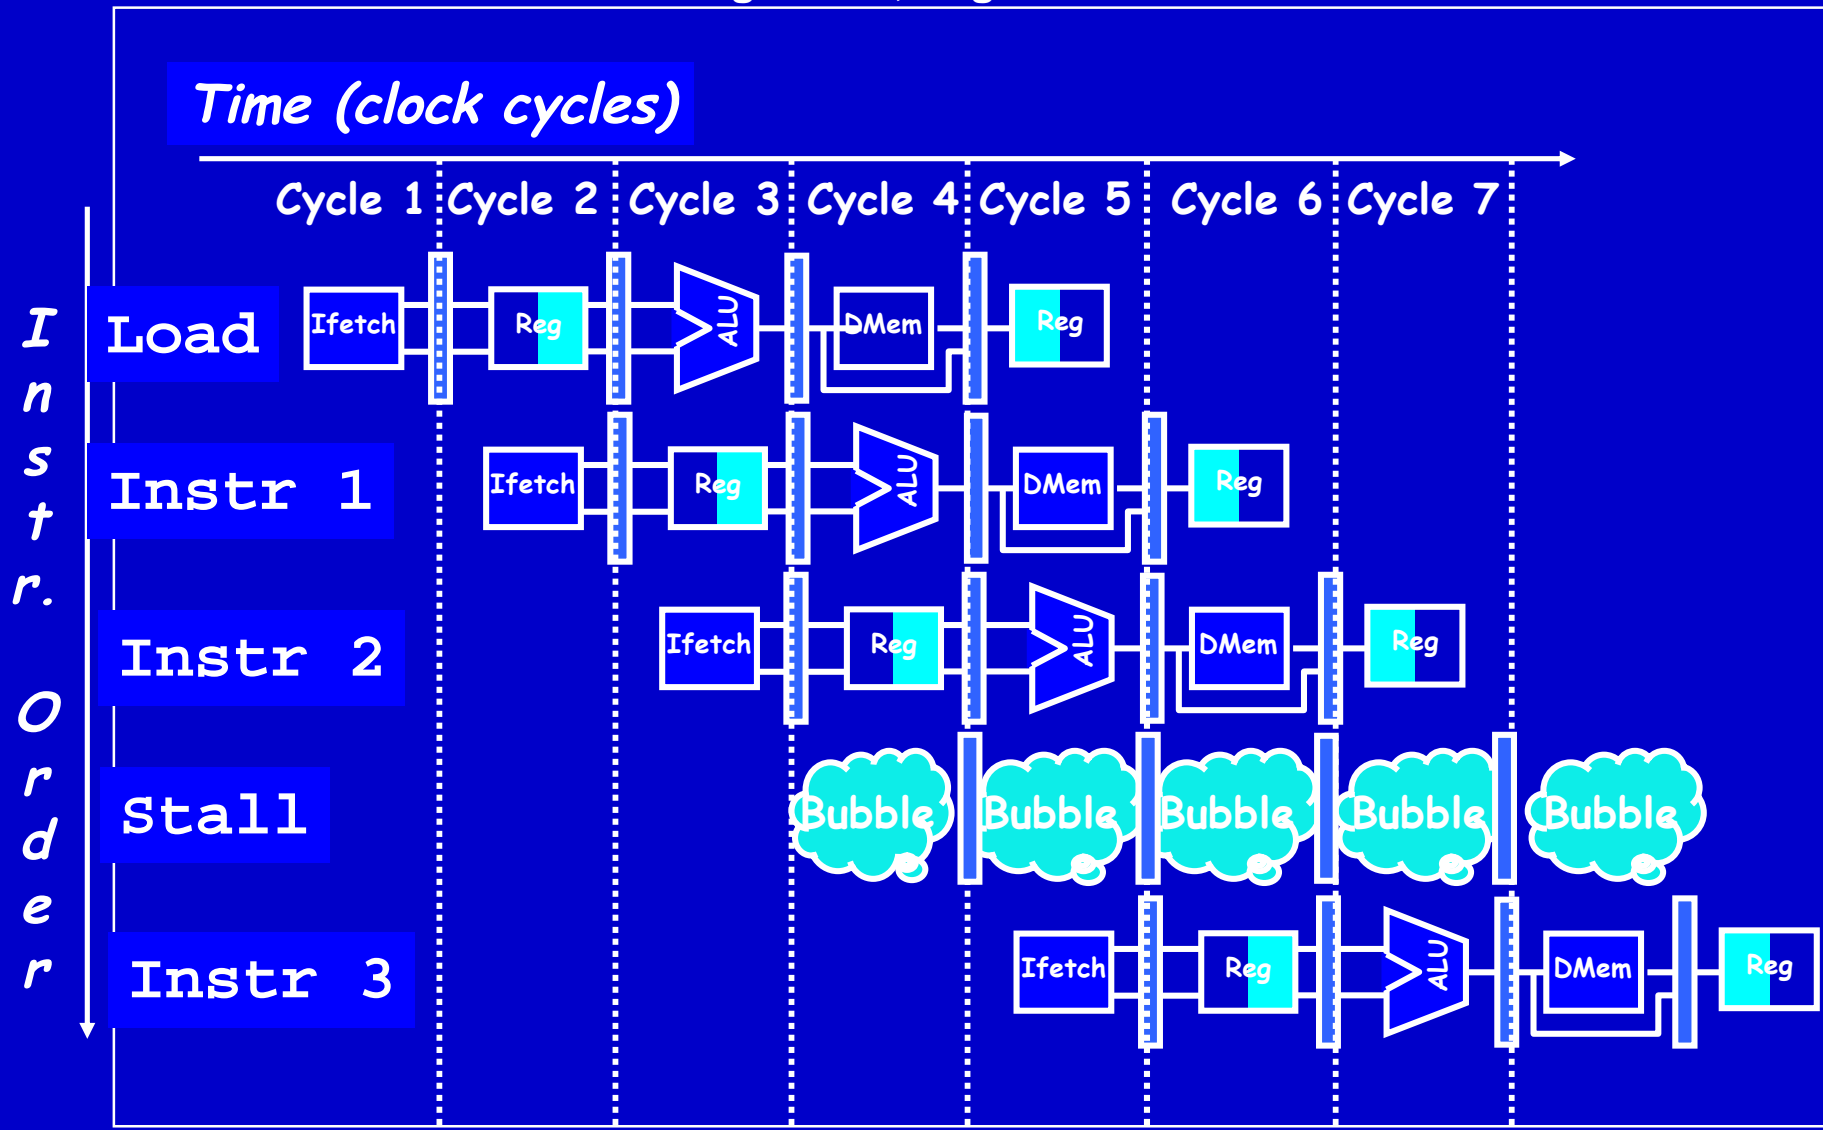 Time (clock cycles)
Cycle 1 Cycle 2 Cycle 3 Cycle 4 Cycle 5 Cycle 6 Cycle 7
Instr. Order
Load Ifetch Reg ALU DMem Reg
Instr 1 Ifetch Reg ALU DMem Reg
Instr 2 Ifetch Reg ALU DMem Reg
Stall Bubble Bubble Bubble Bubble Bubble
Instr 3 Ifetch Reg ALU DMem Reg